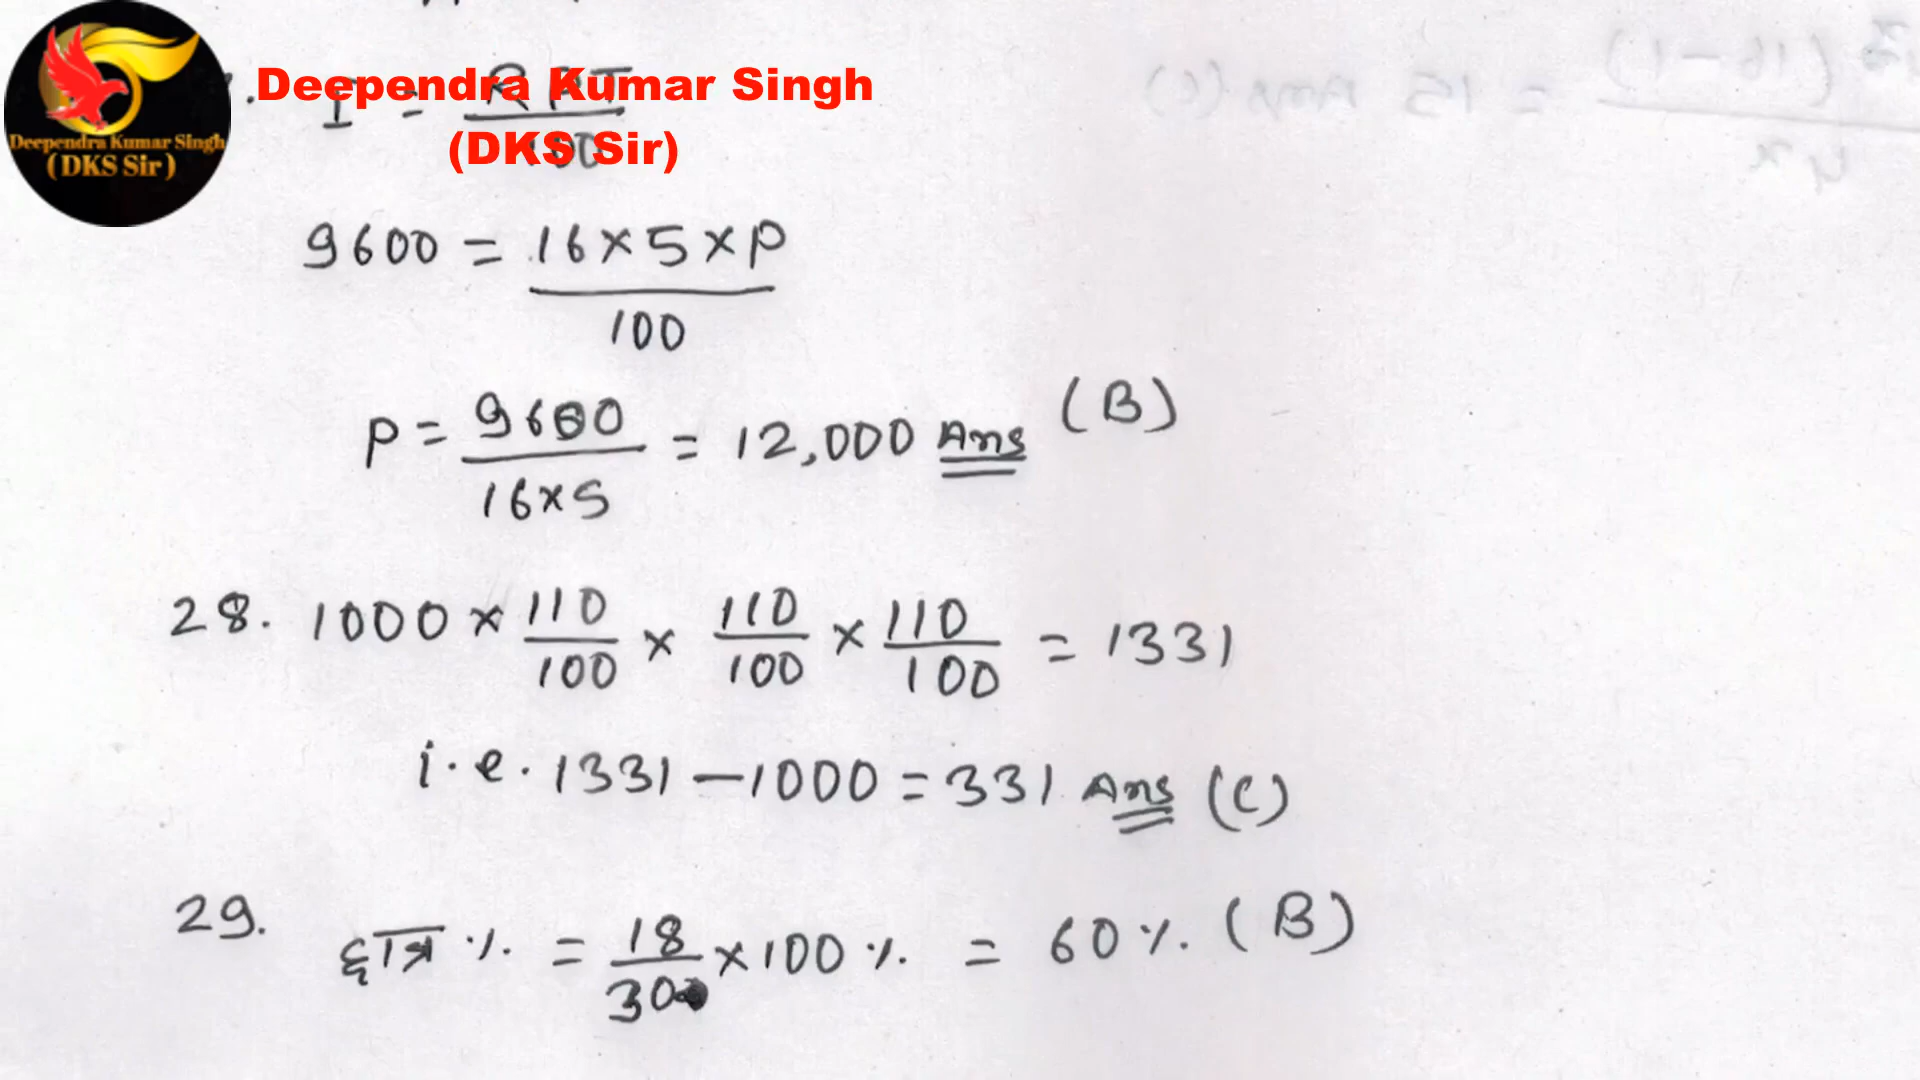 Deependra Kumar Singh
(DKS Sir)
Deependra Kumar Singh
(DKS Sir)
I = RPT / 100
9600 = 16×5×P / 100
P = 9600 / 16×5 = 12,000 Ans (B)
28. 1000 × 110/100 × 110/100 × 110/100 = 1331
i.e. 1331 – 1000 = 331 Ans (C)
29. छात्र % = 18/30 × 100 % = 60 %. (B)